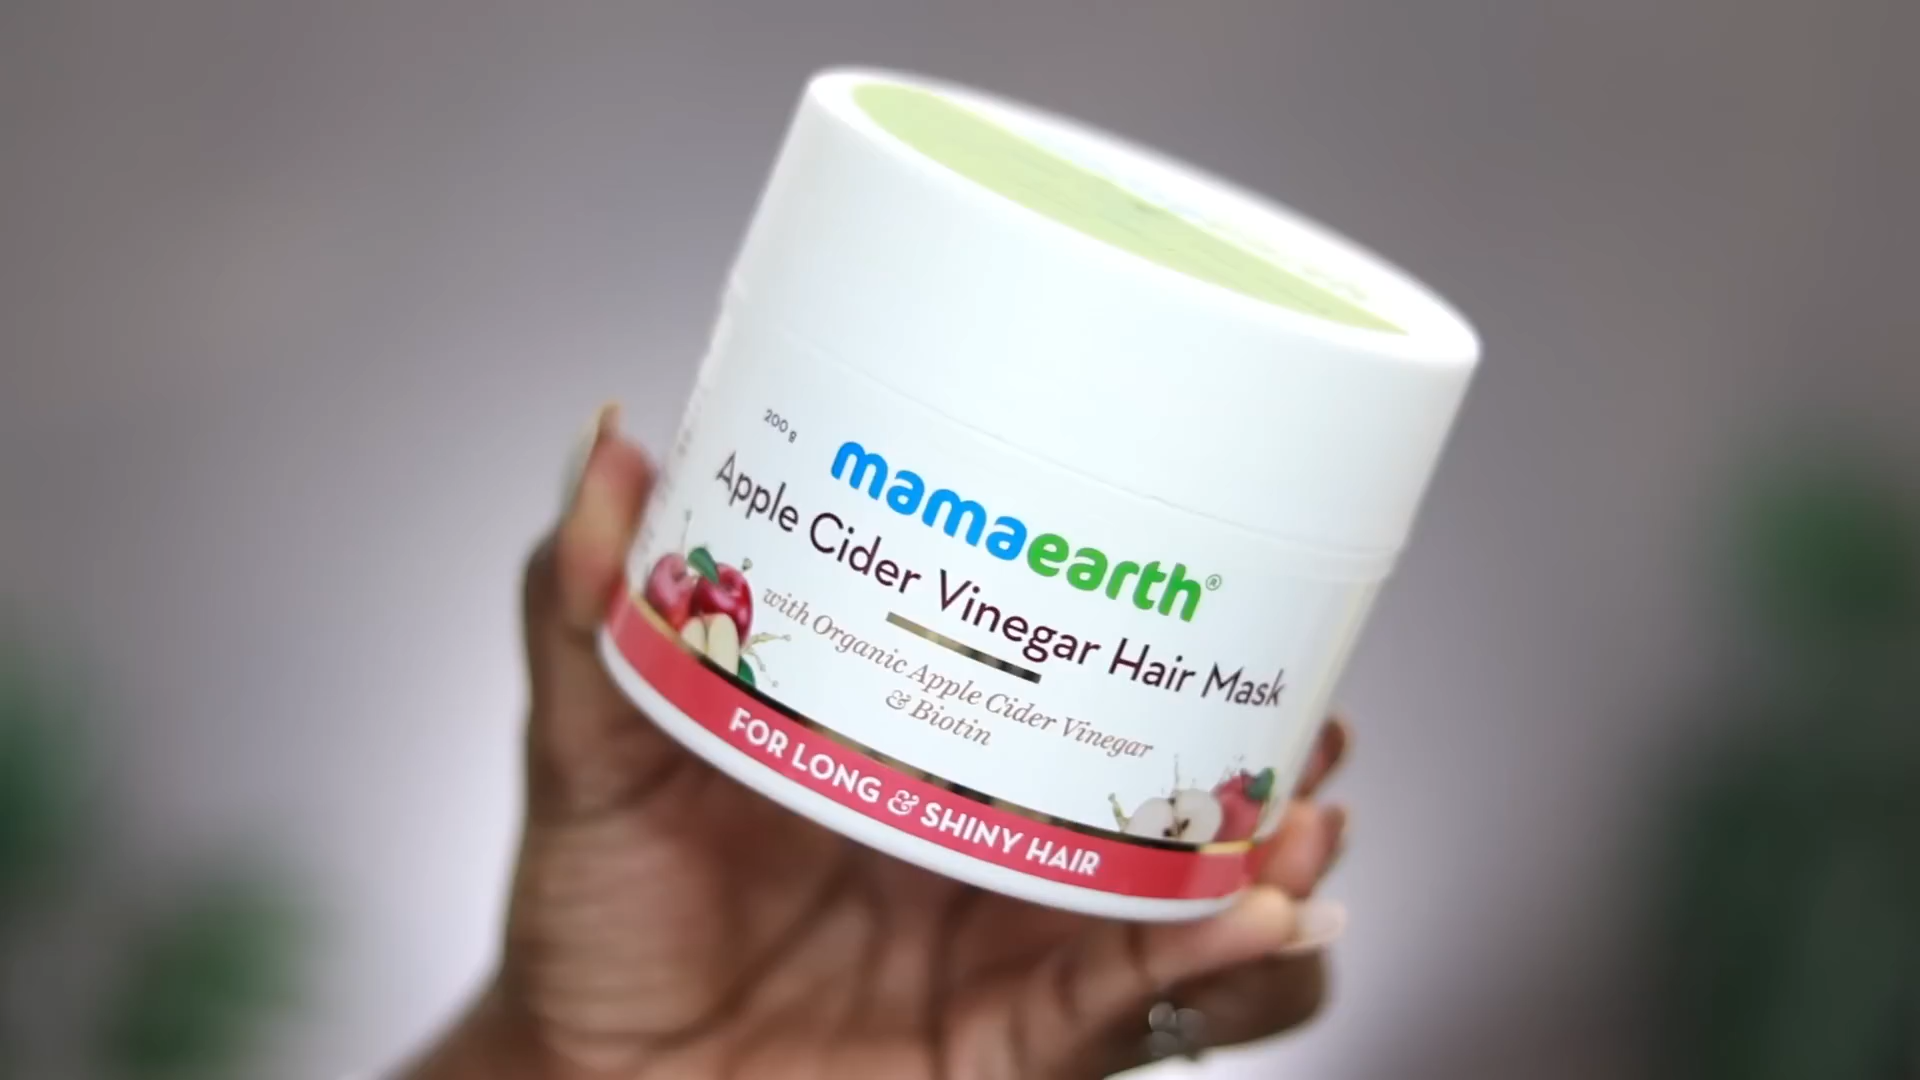 200 g
mamaearth®
Apple Cider Vinegar Hair Mask
with Organic Apple Cider Vinegar
& Biotin
FOR LONG & SHINY HAIR